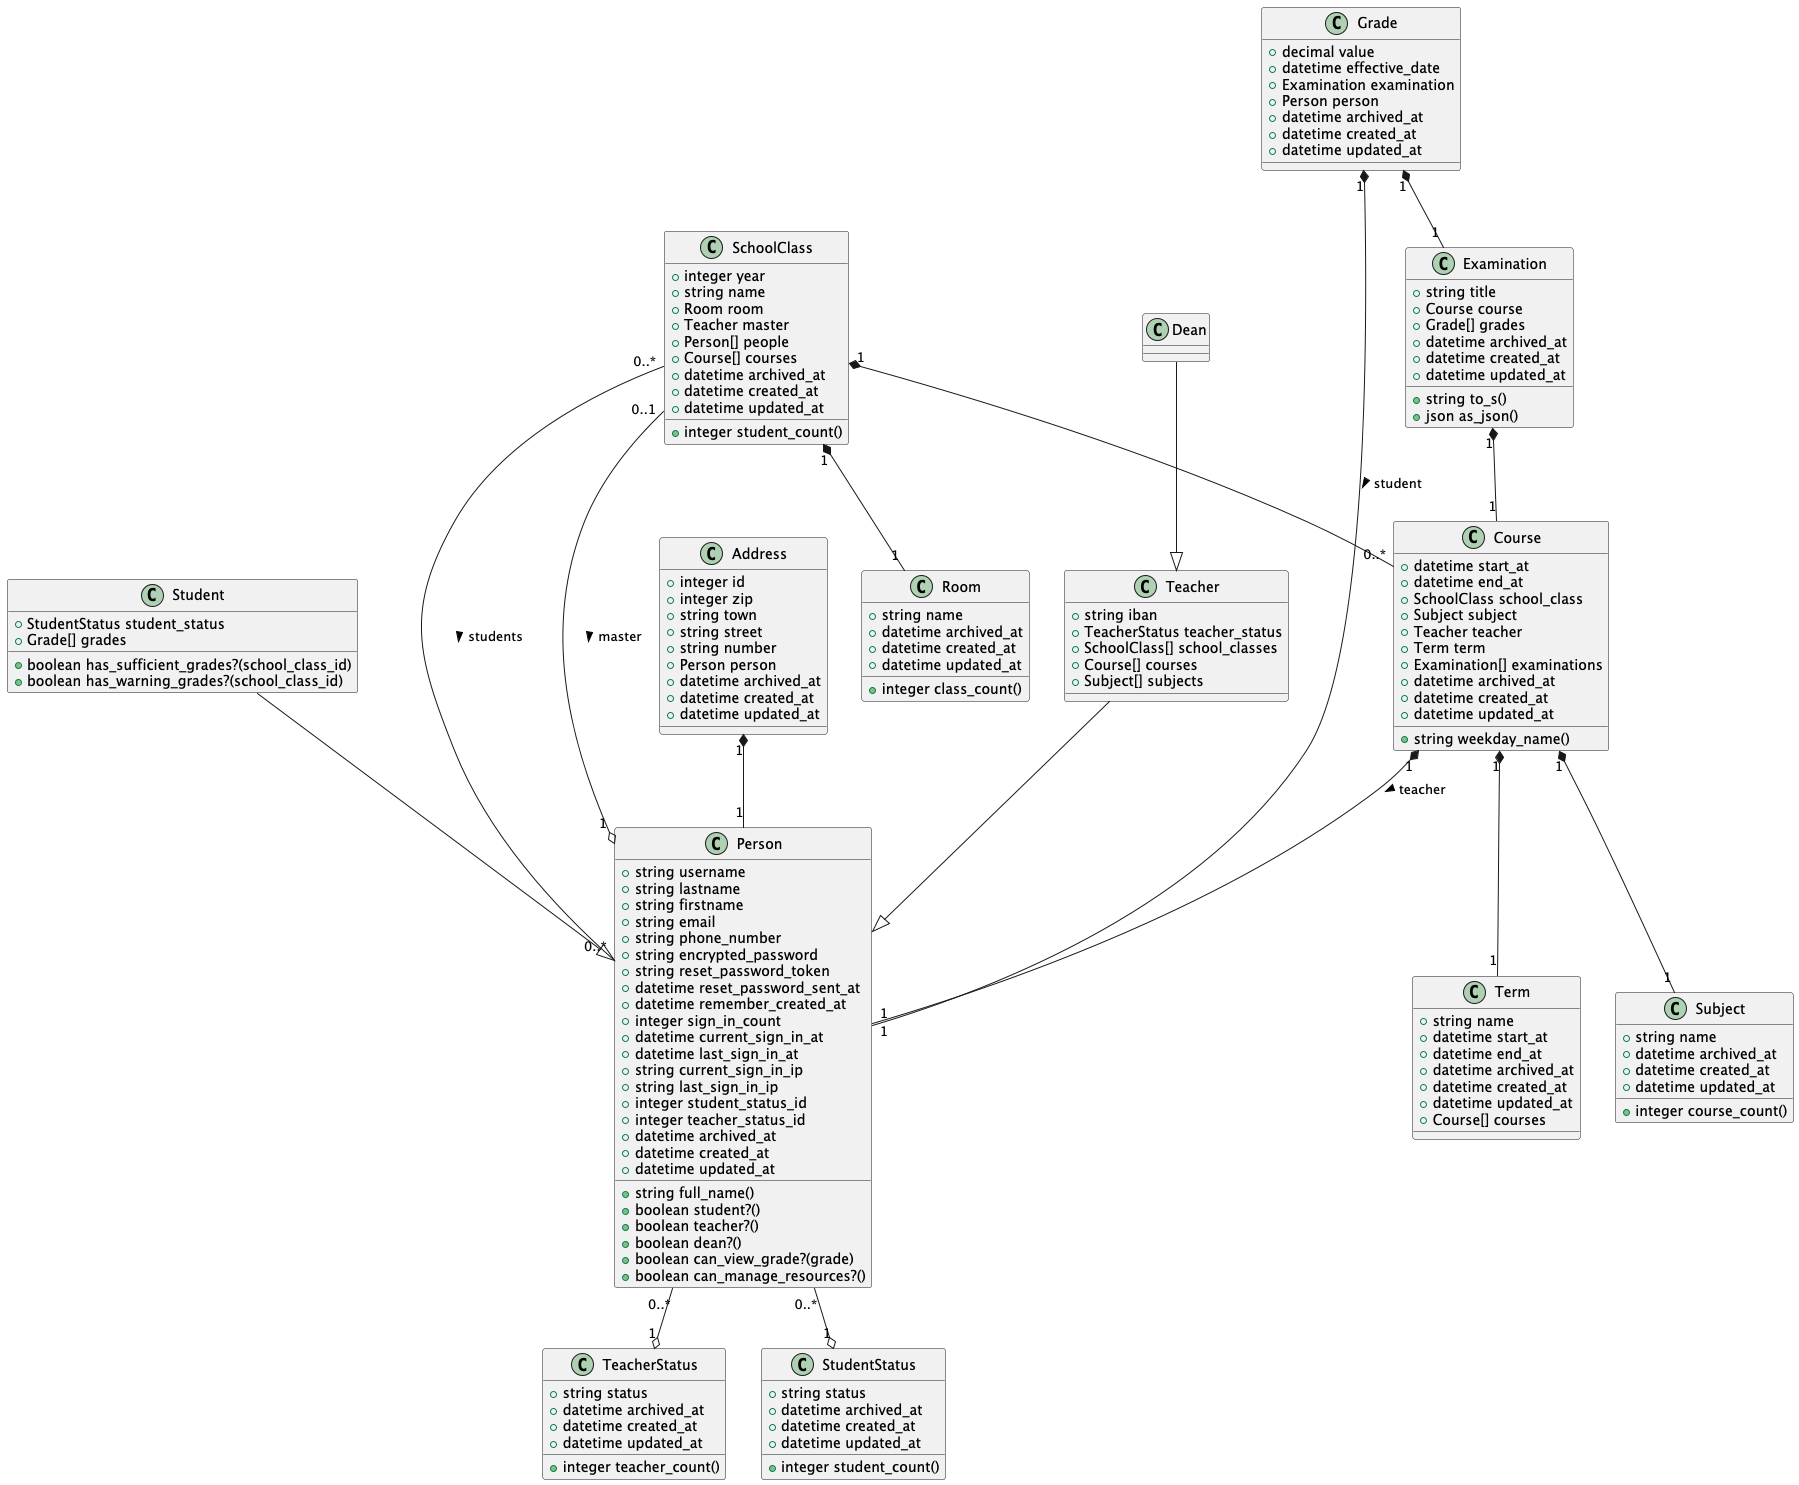 C Grade
decimal value
datetime effective_date
Examination examination
Person person
datetime archived_at
datetime created_at
datetime updated_at
1
1
1
C SchoolClass
integer year
string name
Room room
Teacher master
Person[] people
Course[] courses
datetime archived_at
datetime created_at
datetime updated_at
integer student_count()
0..*
0..1
1
1
C Examination
string title
Course course
Grade[] grades
datetime archived_at
datetime created_at
datetime updated_at
string to_s()
json as_json()
1
1
C Dean
student
0..*
C Student
StudentStatus student_status
Grade[] grades
boolean has_sufficient_grades?(school_class_id)
boolean has_warning_grades?(school_class_id)
students
master
C Address
integer id
integer zip
string town
string street
string number
Person person
datetime archived_at
datetime created_at
datetime updated_at
1
1
1
C Room
string name
datetime archived_at
datetime created_at
datetime updated_at
integer class_count()
C Teacher
string iban
TeacherStatus teacher_status
SchoolClass[] school_classes
Course[] courses
Subject[] subjects
C Course
datetime start_at
datetime end_at
SchoolClass school_class
Subject subject
Teacher teacher
Term term
Examination[] examinations
datetime archived_at
datetime created_at
datetime updated_at
string weekday_name()
1
1
1
teacher
1
0..*
C Person
string username
string lastname
string firstname
string email
string phone_number
string encrypted_password
string reset_password_token
datetime reset_password_sent_at
datetime remember_created_at
integer sign_in_count
datetime current_sign_in_at
datetime last_sign_in_at
string current_sign_in_ip
string last_sign_in_ip
integer student_status_id
integer teacher_status_id
datetime archived_at
datetime created_at
datetime updated_at
string full_name()
boolean student?()
boolean teacher?()
boolean dean?()
boolean can_view_grade?(grade)
boolean can_manage_resources?()
1
1
1
1
C Term
string name
datetime start_at
datetime end_at
datetime archived_at
datetime created_at
datetime updated_at
Course[] courses
C Subject
string name
datetime archived_at
datetime created_at
datetime updated_at
integer course_count()
0..*
0..*
1
1
C TeacherStatus
string status
datetime archived_at
datetime created_at
datetime updated_at
integer teacher_count()
C StudentStatus
string status
datetime archived_at
datetime created_at
datetime updated_at
integer student_count()